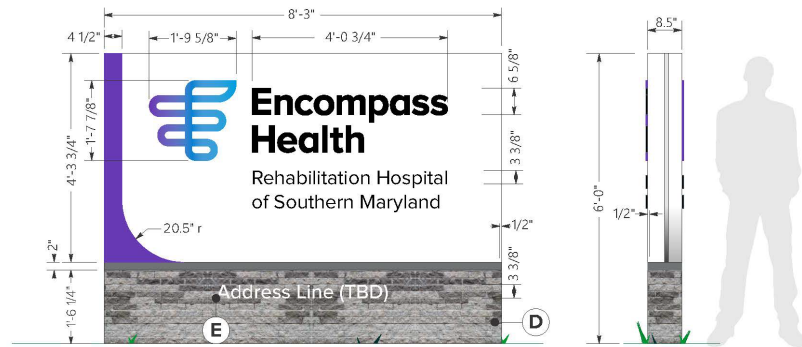 8'-3"
8.5"
4 1/2"
1'-9 5/8"
4'-0 3/4"
6 5/8"
4'-3 3/4"
1'-7 7/8"
Encompass
Health
3 3/8"
Rehabilitation Hospital
of Southern Maryland
6'-0"
20.5" r
1/2"
1/2"
2"
3 3/8"
Address Line (TBD)
1'-6 1/4"
E
D